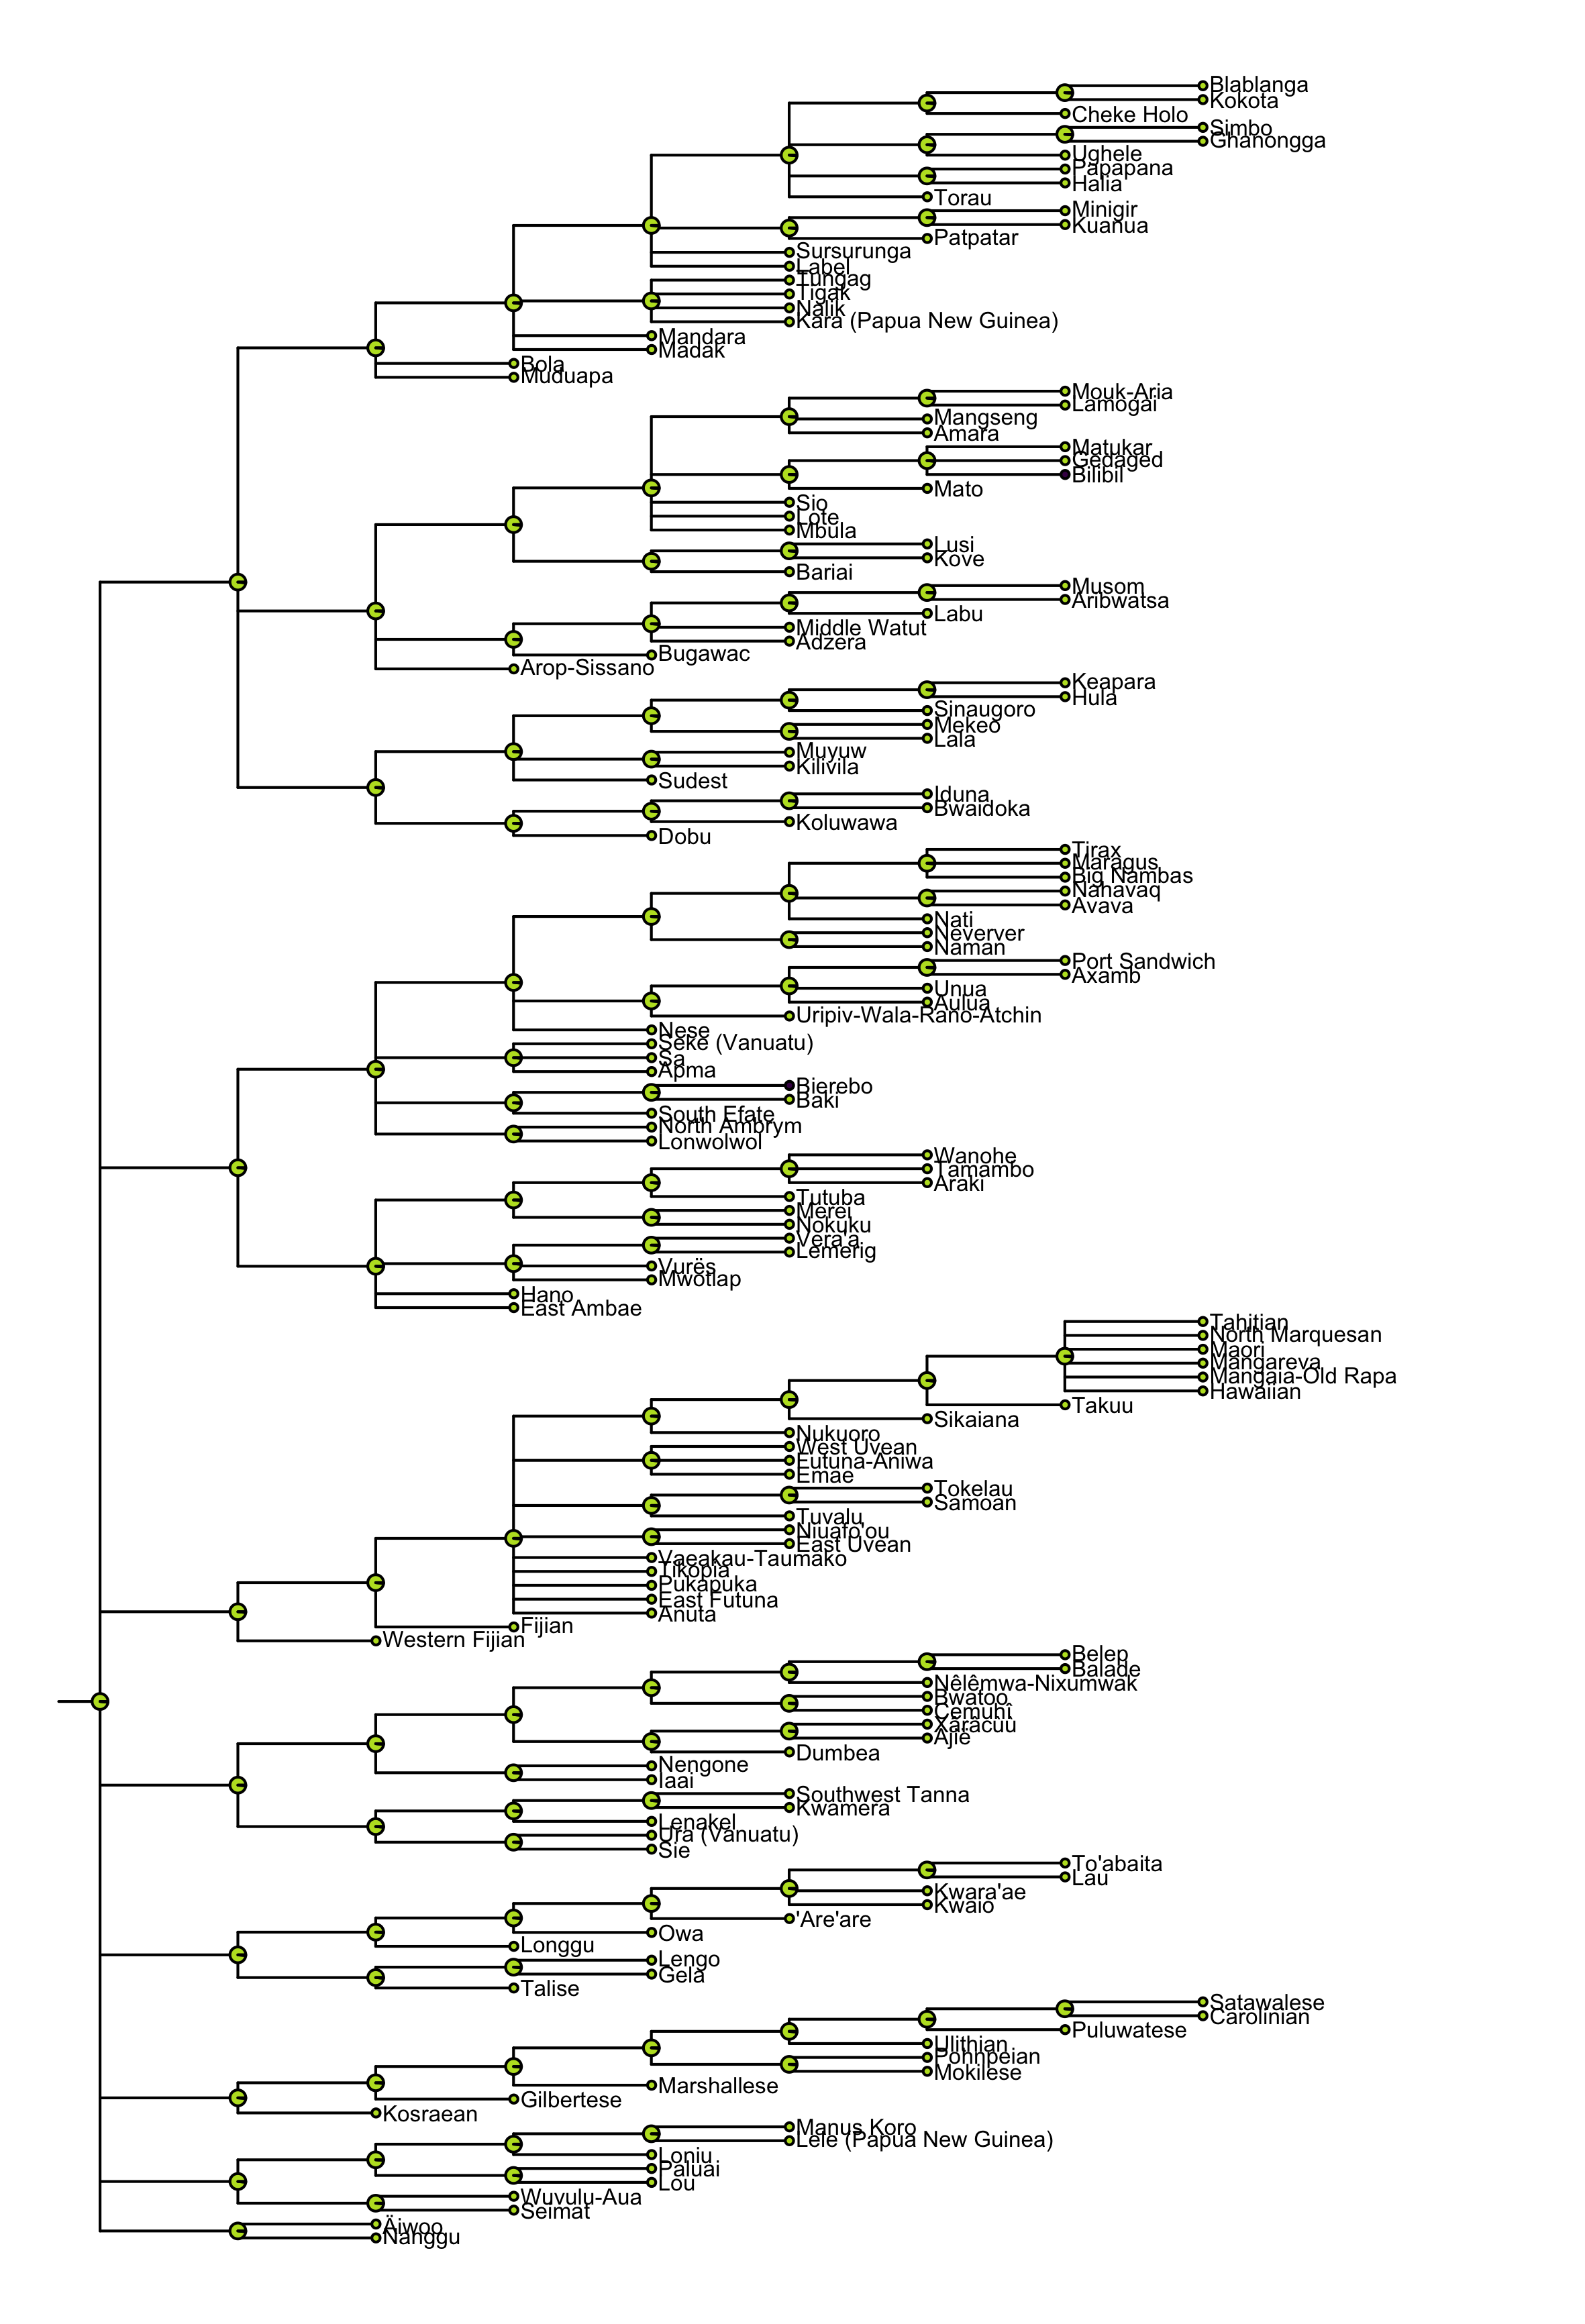 Blablanga
Kokota
Cheke Holo
Simbo
Ghanongga
Ughele
Papapana
Halia
Torau
Minigir
Kuanua
Patpatar
Sursurunga
Label
Tungag
Tigak
Nalik
Kara (Papua New Guinea)
Mandara
Madak
Bola
Muduapa
Mouk-Aria
Lamogai
Mangseng
Amara
Matukar
Gedaged
Bilibil
Mato
Sio
Lote
Mbula
Lusi
Kove
Bariai
Musom
Aribwatsa
Labu
Middle Watut
Adzera
Bugawac
Arop-Sissano
Keapara
Hula
Sinaugoro
Mekeo
Lala
Muyuw
Kilivila
Sudest
Iduna
Bwaidoka
Koluwawa
Dobu
Tirax
Maragus
Big Nambas
Nahavaq
Avava
Nati
Neverver
Naman
Port Sandwich
Axamb
Unua
Aulua
Uripiv-Wala-Rano-Atchin
Nese
Seke (Vanuatu)
Sa
Apma
Bierebo
Baki
South Efate
North Ambrym
Lonwolwol
Wanohe
Tamambo
Araki
Tutuba
Merei
Nokuku
Vera'a
Lemerig
Vurës
Mwotlap
Hano
East Ambae
Tahitian
North Marquesan
Maori
Mangareva
Mangaia-Old Rapa
Hawaiian
Takuu
Sikaiana
Nukuoro
West Uvean
Futuna-Aniwa
Emae
Tokelau
Samoan
Tuvalu
Niuafo'ou
East Uvean
Vaeakau-Taumako
Tikopia
Pukapuka
East Futuna
Anuta
Fijian
Western Fijian
Belep
Balade
Nêlêmwa-Nixumwak
Bwatoo
Cemuhî
Xârâcùù
Ajië
Dumbea
Nengone
Iaai
Southwest Tanna
Kwamera
Lenakel
Ura (Vanuatu)
Sie
To'abaita
Lau
Kwara'ae
Kwaio
'Are'are
Owa
Longgu
Lengo
Gela
Talise
Satawalese
Carolinian
Puluwatese
Ulithian
Pohnpeian
Mokilese
Marshallese
Gilbertese
Kosraean
Manus Koro
Lele (Papua New Guinea)
Loniu
Paluai
Lou
Wuvulu-Aua
Seimat
Äiwoo
Nanggu